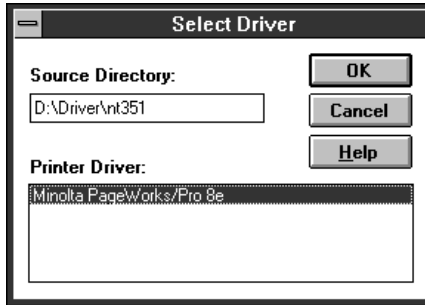 Select Driver
Source Directory:
D:\Driver\nt351
OK
Cancel
Help
Printer Driver:
Minolta PageWorks/Pro 8e